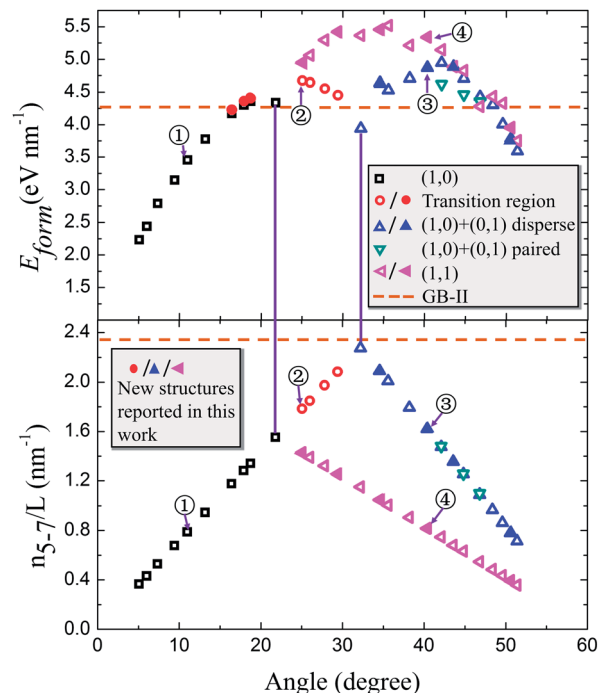 5.5
5.0
4.5
4.0
3.5
3.0
2.5
2.0
E_form(eV nm⁻¹)
①
②
③
④
(1,0)
/ Transition region
/ (1,0)+(0,1) disperse
(1,0)+(0,1) paired
/ (1,1)
GB-II
2.4
2.0
1.6
1.2
0.8
0.4
0.0
n₅₋₇/L (nm⁻¹)
/ /
New structures
reported in this
work
①
②
③
④
0 10 20 30 40 50 60
Angle (degree)